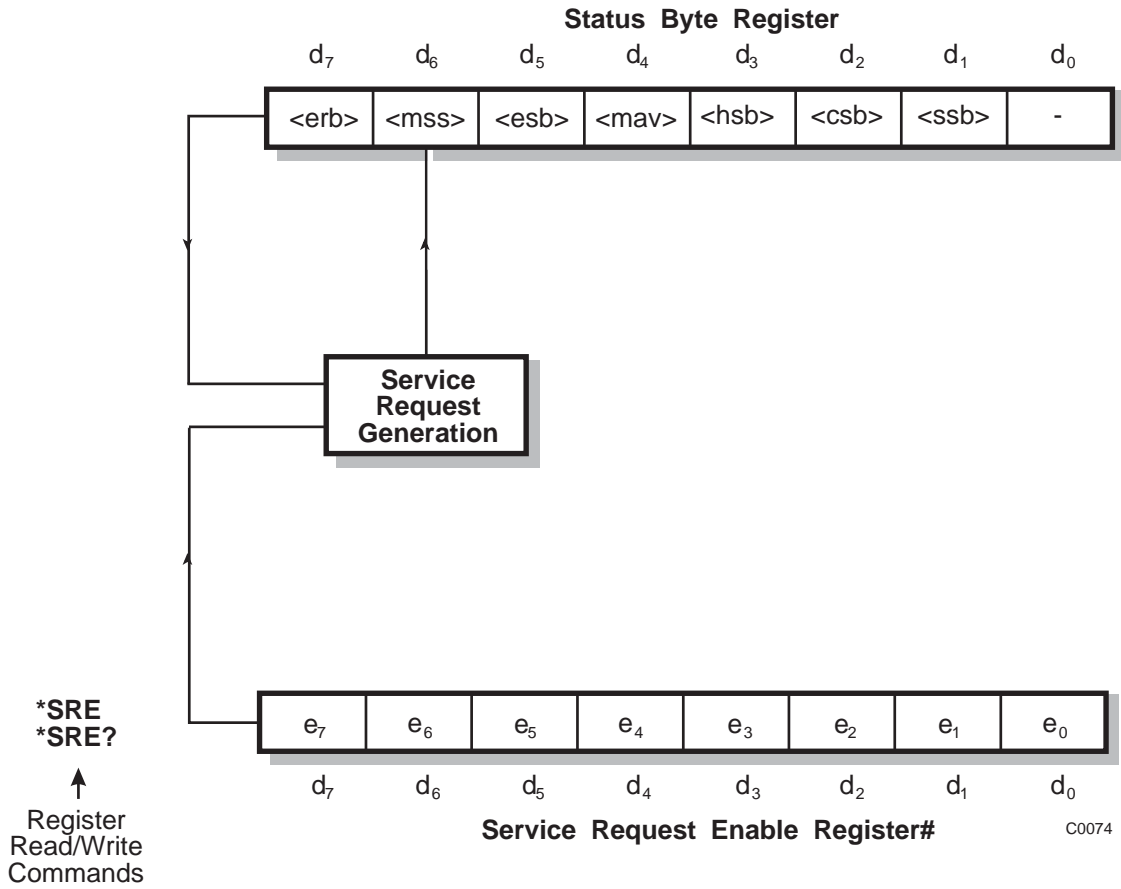 Status Byte Register
d7 d6 d5 d4 d3 d2 d1 d0
<erb> <mss> <esb> <mav> <hsb> <csb> <ssb> -
Service
Request
Generation
*SRE
*SRE?
e7 e6 e5 e4 e3 e2 e1 e0
d7 d6 d5 d4 d3 d2 d1 d0
Register
Read/Write
Commands
Service Request Enable Register#
C0074